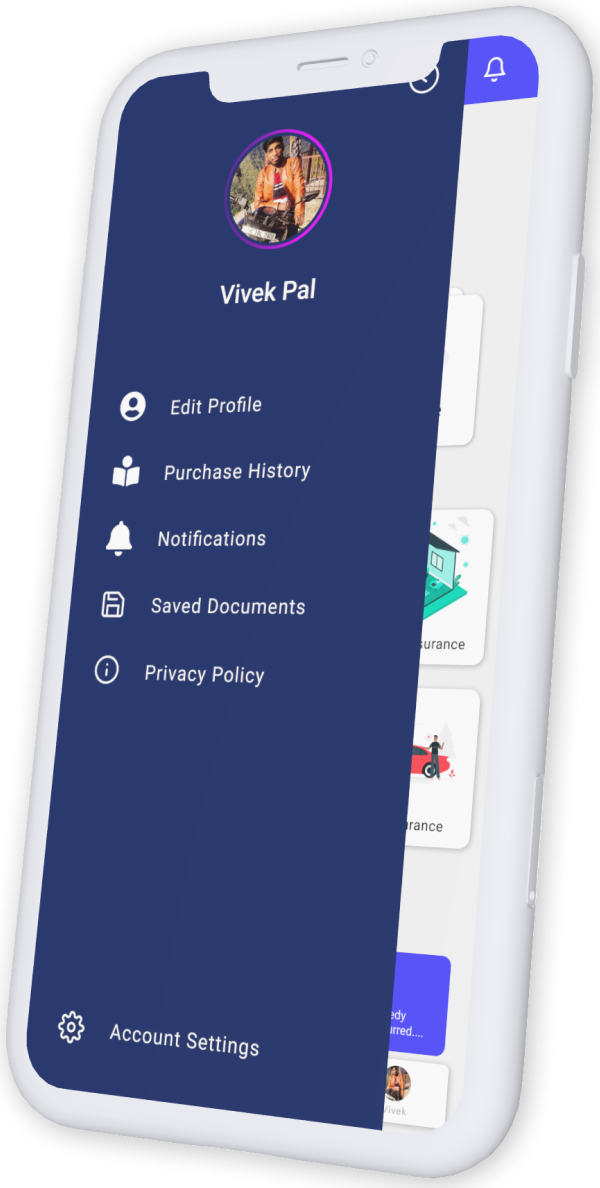 Vivek Pal
Edit Profile
Purchase History
Notifications
Saved Documents
Privacy Policy
Account Settings
surance
rance
edy
urred....
Vivek